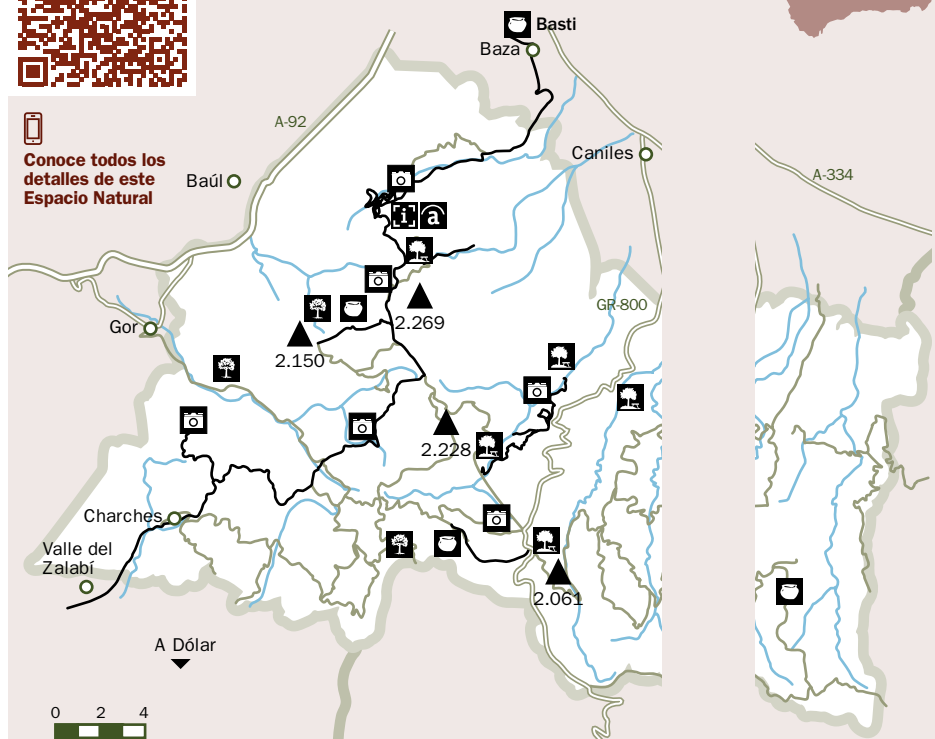 Basti
Baza
A-92
Caniles
Conoce todos los
detalles de este
Espacio Natural
Baúl
A-334
i a
GR-800
2.269
Gor
2.150
2.228
Charches
Valle del
Zalabí
2.061
A Dólar
0 2 4